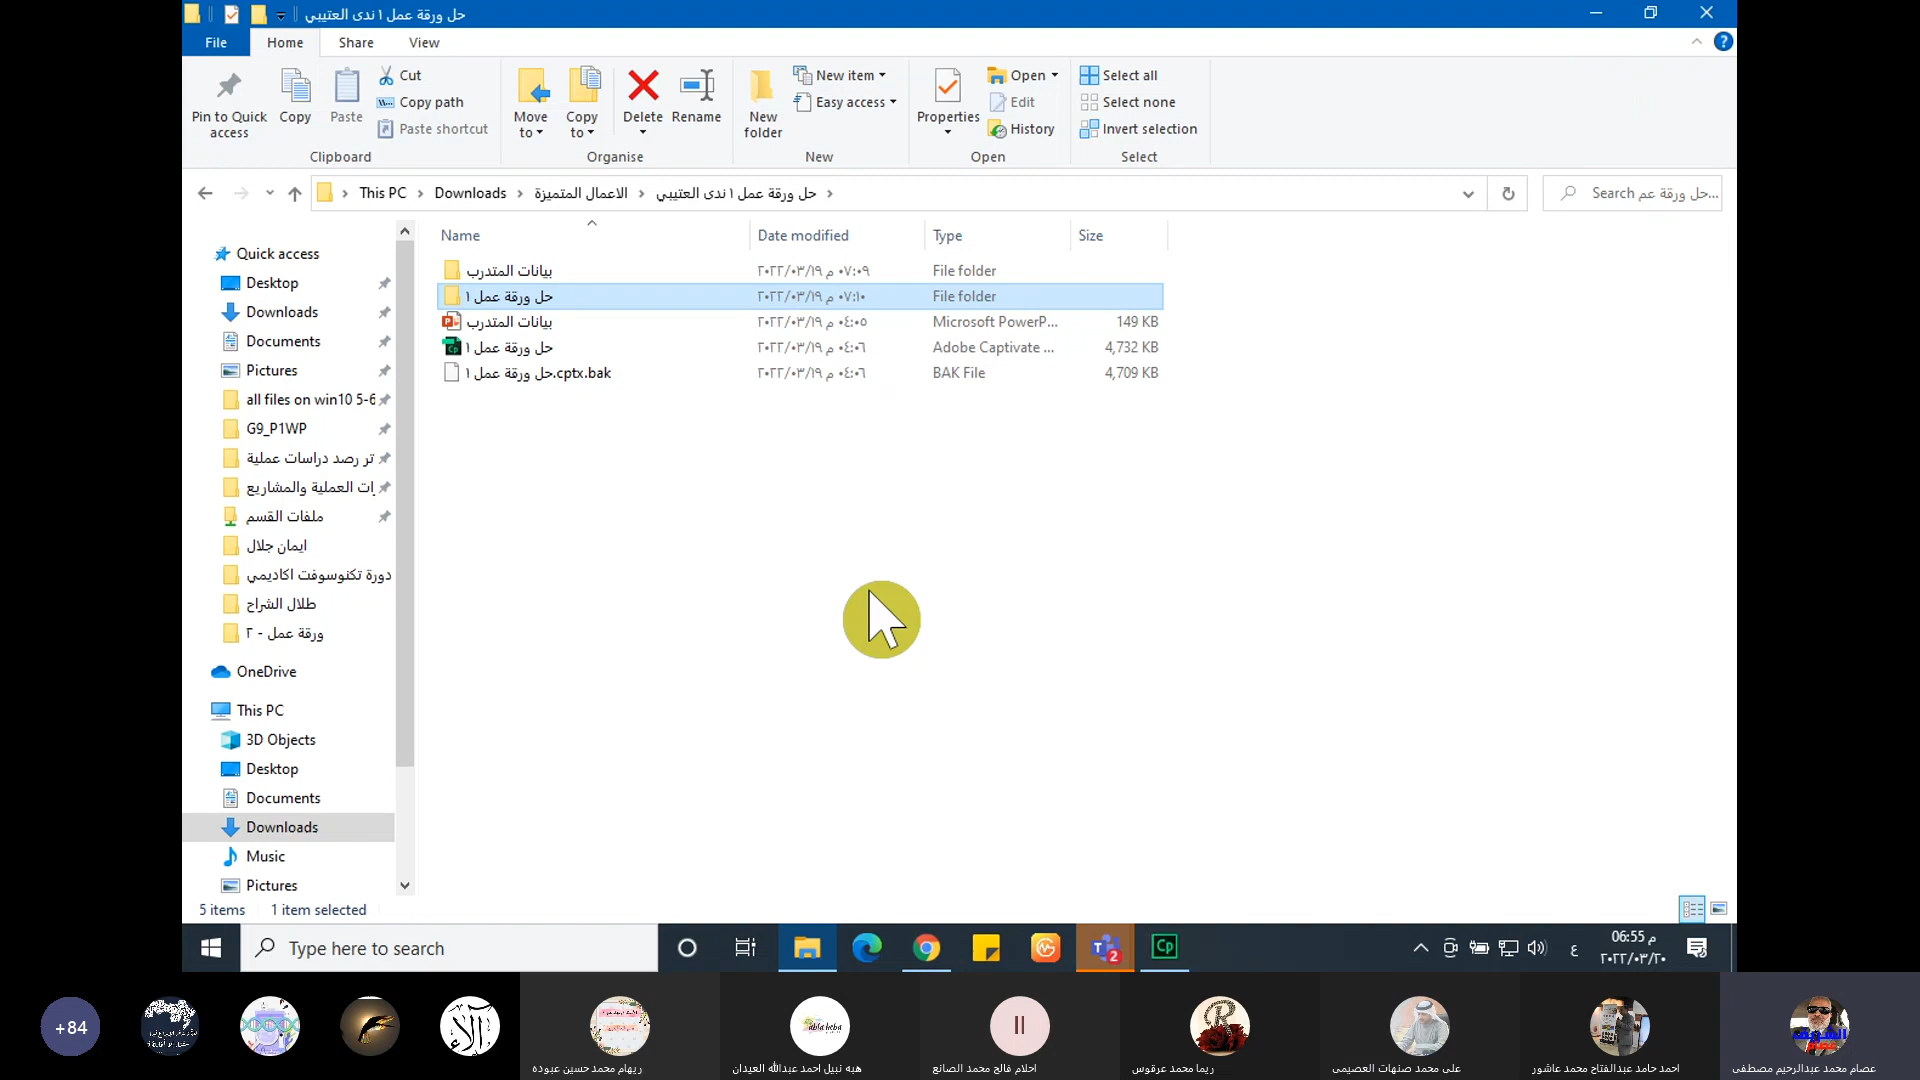 حل ورقة عمل ١ ندى العتيبي
File
Home
Share
View
Pin to Quick access
Copy
Paste
Cut
Copy path
Paste shortcut
Clipboard
Move to
Copy to
Delete
Rename
Organise
New folder
New item
Easy access
New
Properties
Open
Edit
History
Open
Select all
Select none
Invert selection
Select
This PC
Downloads
الاعمال المتميزة
حل ورقة عمل ١ ندى العتيبي
Search حل ورقة عم...
Name
Date modified
Type
Size
بيانات المتدرب
٢٠٢٢/٠٣/١٩ م ٠٧:٠٩
File folder
حل ورقة عمل ١
٢٠٢٢/٠٣/١٩ م ٠٧:١٠
File folder
بيانات المتدرب
٢٠٢٢/٠٣/١٩ م ٠٤:٠٥
Microsoft PowerP...
149 KB
حل ورقة عمل ١
٢٠٢٢/٠٣/١٩ م ٠٤:٠٦
Adobe Captivate ...
4,732 KB
حل ورقة عمل ١.cptx.bak
٢٠٢٢/٠٣/١٩ م ٠٤:٠٦
BAK File
4,709 KB
Quick access
Desktop
Downloads
Documents
Pictures
all files on win10 5-6
G9_P1WP
تر رصد دراسات عملية
ات العملية والمشاريع
ملفات القسم
ايمان جلال
دورة تكنوسوفت اكاديمي
طلال الشراح
ورقة عمل - ٢
OneDrive
This PC
3D Objects
Desktop
Documents
Downloads
Music
Pictures
5 items
1 item selected
Type here to search
Cp
2
ع
06:55 م
٢٠٢٢/٠٣/٢٠
+84
ريهام محمد حسين عبوده
هبه نبيل احمد عبدالله العيدان
احلام فالح محمد الصانع
ريما محمد عرقوس
على محمد صنهات العصيمى
احمد حامد عبدالفتاح محمد عاشور
عصام محمد عبدالرحيم مصطفى